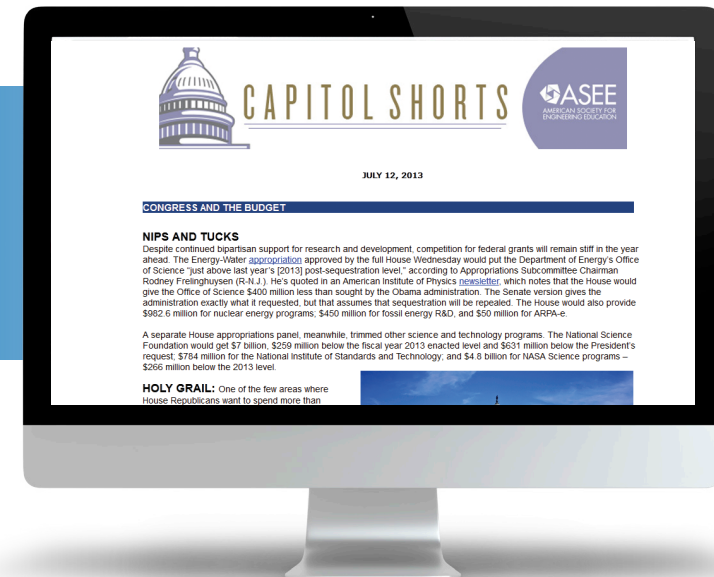 CAPITOL SHORTS
ASEE
AMERICAN SOCIETY FOR
ENGINEERING EDUCATION
JULY 12, 2013
CONGRESS AND THE BUDGET
NIPS AND TUCKS
Despite continued bipartisan support for research and development, competition for federal grants will remain stiff in the year
ahead. The Energy-Water appropriation approved by the full House Wednesday would put the Department of Energy's Office
of Science "just above last year's [2013] post-sequestration level," according to Appropriations Subcommittee Chairman
Rodney Frelinghuysen (R-N.J.). He's quoted in an American Institute of Physics newsletter, which notes that the House would
give the Office of Science $400 million less than sought by the Obama administration. The Senate version gives the
administration exactly what it requested, but that assumes that sequestration will be repealed. The House would also provide
$982.6 million for nuclear energy programs; $450 million for fossil energy R&D, and $50 million for ARPA-e.
A separate House appropriations panel, meanwhile, trimmed other science and technology programs. The National Science
Foundation would get $7 billion, $259 million below the fiscal year 2013 enacted level and $631 million below the President's
request; $784 million for the National Institute of Standards and Technology; and $4.8 billion for NASA Science programs –
$266 million below the 2013 level.
HOLY GRAIL: One of the few areas where
House Republicans want to spend more than